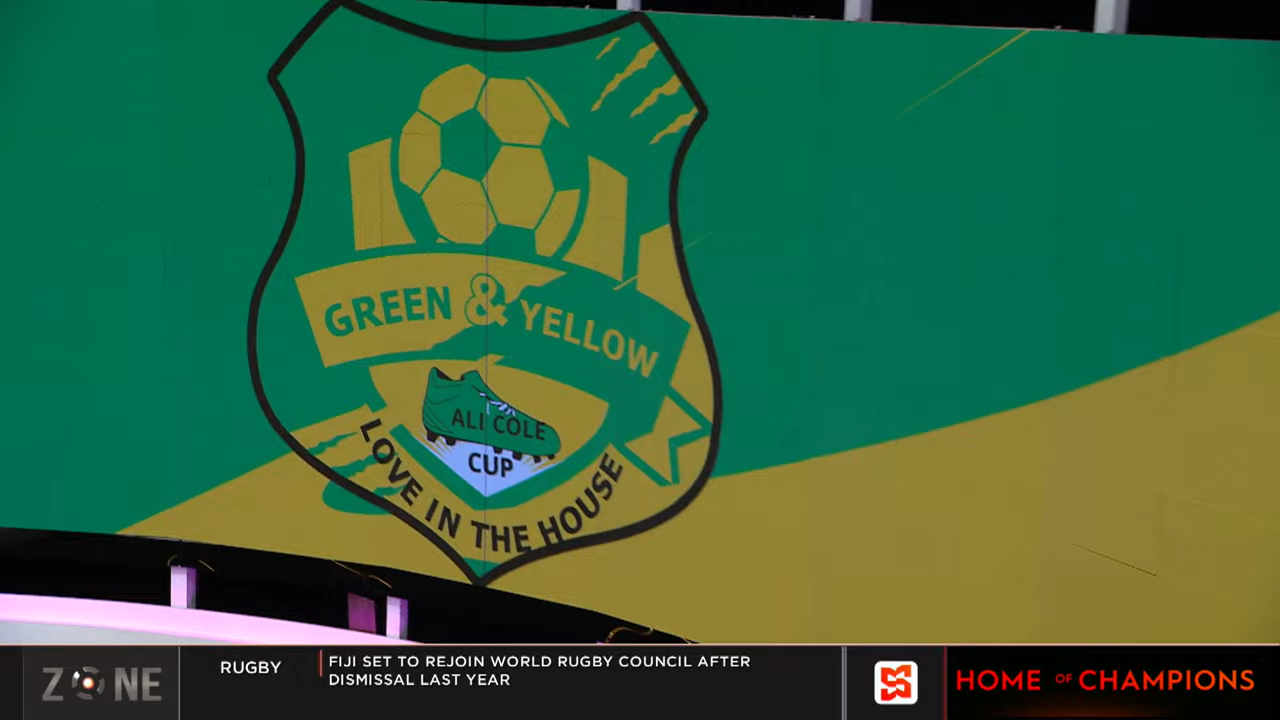 GREEN & YELLOW
ALI COLE
CUP
LOVE IN THE HOUSE
ZONE
RUGBY
FIJI SET TO REJOIN WORLD RUGBY COUNCIL AFTER
DISMISSAL LAST YEAR
HOME OF CHAMPIONS